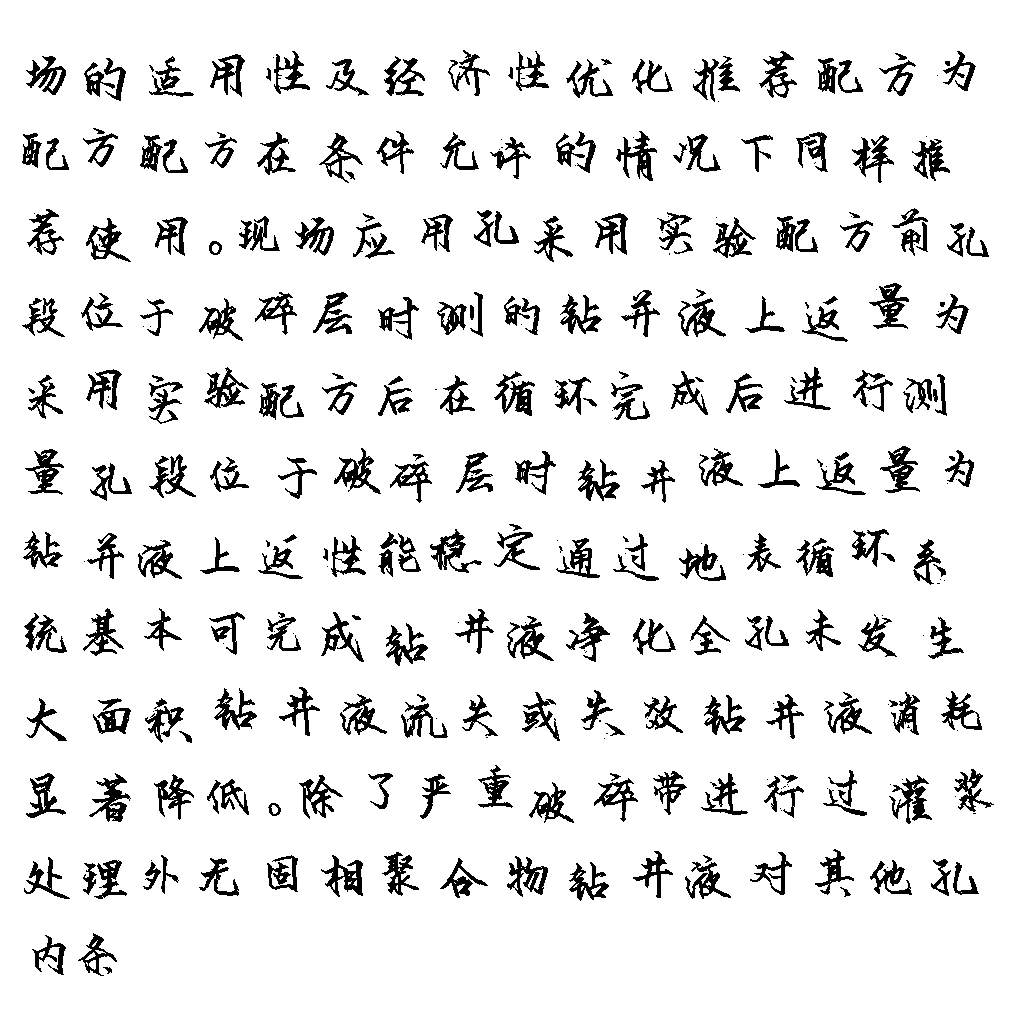 场的适用性及经济性优化推荐配方为
配方配方在条件允许的情况下同样推
荐使用。现场应用孔采用实验配方前孔
段位于破碎层时测的钻井液上返量为
采用实验配方后在循环完成后进行测
量孔段位于破碎层时钻井液上返量为
钻井液上返性能稳定通过地表循环系
统基本可完成钻井液净化全孔未发生
大面积钻井液流失或失效钻井液消耗
显著降低。除了严重破碎带进行过灌浆
处理外无固相聚合物钻井液对其他孔
内条